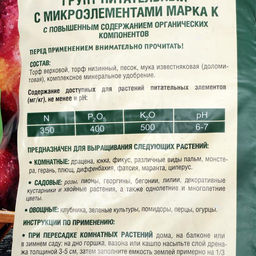 ГРУНТ ПИТАТЕЛЬНЫЙ
С МИКРОЭЛЕМЕНТАМИ МАРКА К
С ПОВЫШЕННЫМ СОДЕРЖАНИЕМ ОРГАНИЧЕСКИХ
КОМПОНЕНТОВ
ПЕРЕД ПРИМЕНЕНИЕМ ВНИМАТЕЛЬНО ПРОЧИТАТЬ!
СОСТАВ:
Торф верховой, торф низинный, песок, мука известняковая (доломи-
товая), комплексное минеральное удобрение.
Содержание доступных для растений питательных элементов
(мг/кг), не менее и pH:
N P₂O₅ K₂O pH
350 400 500 6-7
ПРЕДНАЗНАЧЕН ДЛЯ ВЫРАЩИВАНИЯ СЛЕДУЮЩИХ РАСТЕНИЙ:
• КОМНАТНЫЕ: драцена, юкка, фикус, различные виды пальм, монсте-
ра, герань, плющ, диффенбахия, фатсия, маранта, циперус.
• САДОВЫЕ: розы, пионы, георгины, бегонии, лилии, декоративные
кустарники и хвойные растения, а также однолетние и многолетние
цветы.
• ОВОЩНЫЕ: клубника, зеленные культуры, помидоры, перцы, огурцы.
ИНСТРУКЦИИ ПО ПРИМЕНЕНИЮ:
• ПРИ ПЕРЕСАДКЕ КОМНАТНЫХ РАСТЕНИЙ дома, на балконе или
в зимнем саду: на дно горшка, вазона или кашпо насыпьте слой дрена-
жа толщиной 3-5 см, затем заполните емкость землей примерно на 1/3